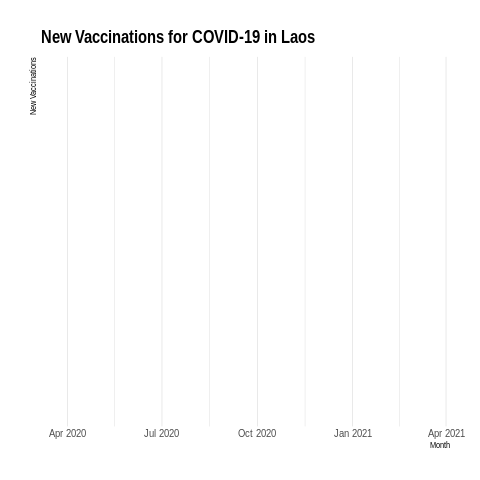 New Vaccinations for COVID-19 in Laos
New Vaccinations
Apr 2020 Jul 2020 Oct 2020 Jan 2021 Apr 2021
Month